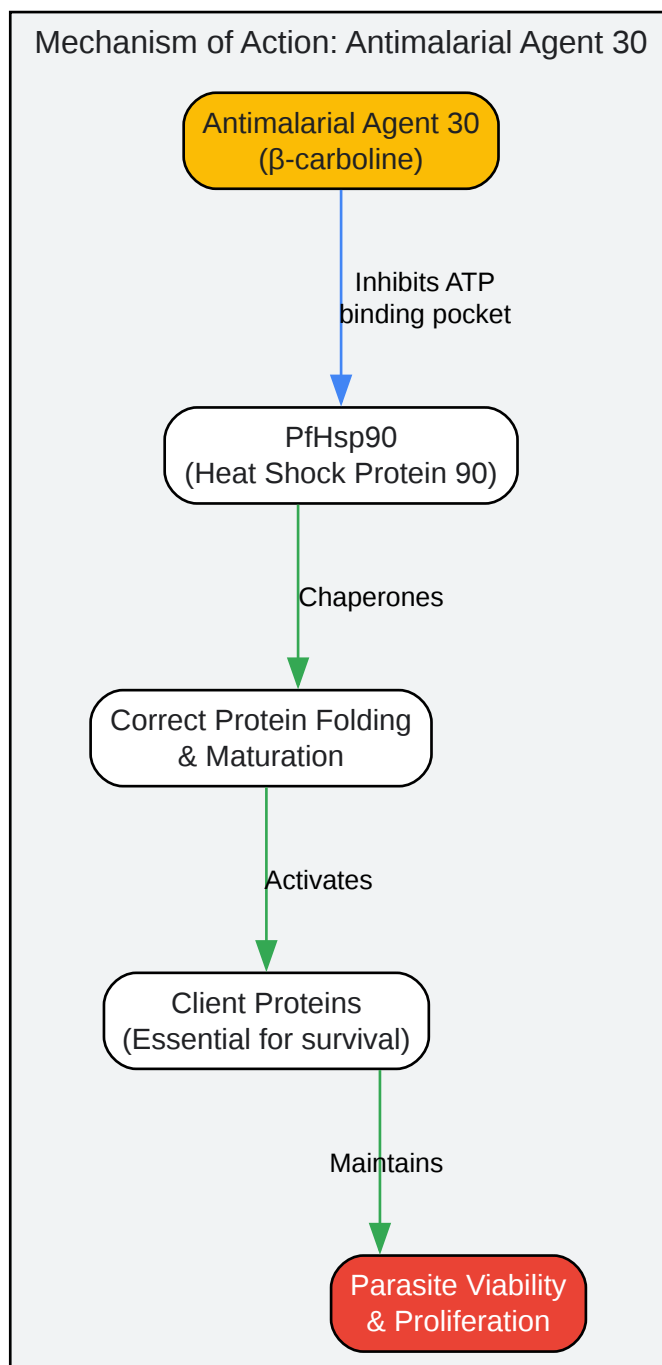 Mechanism of Action: Antimalarial Agent 30
Antimalarial Agent 30
(β-carboline)
Inhibits ATP
binding pocket
PfHsp90
(Heat Shock Protein 90)
Chaperones
Correct Protein Folding
& Maturation
Activates
Client Proteins
(Essential for survival)
Maintains
Parasite Viability
& Proliferation